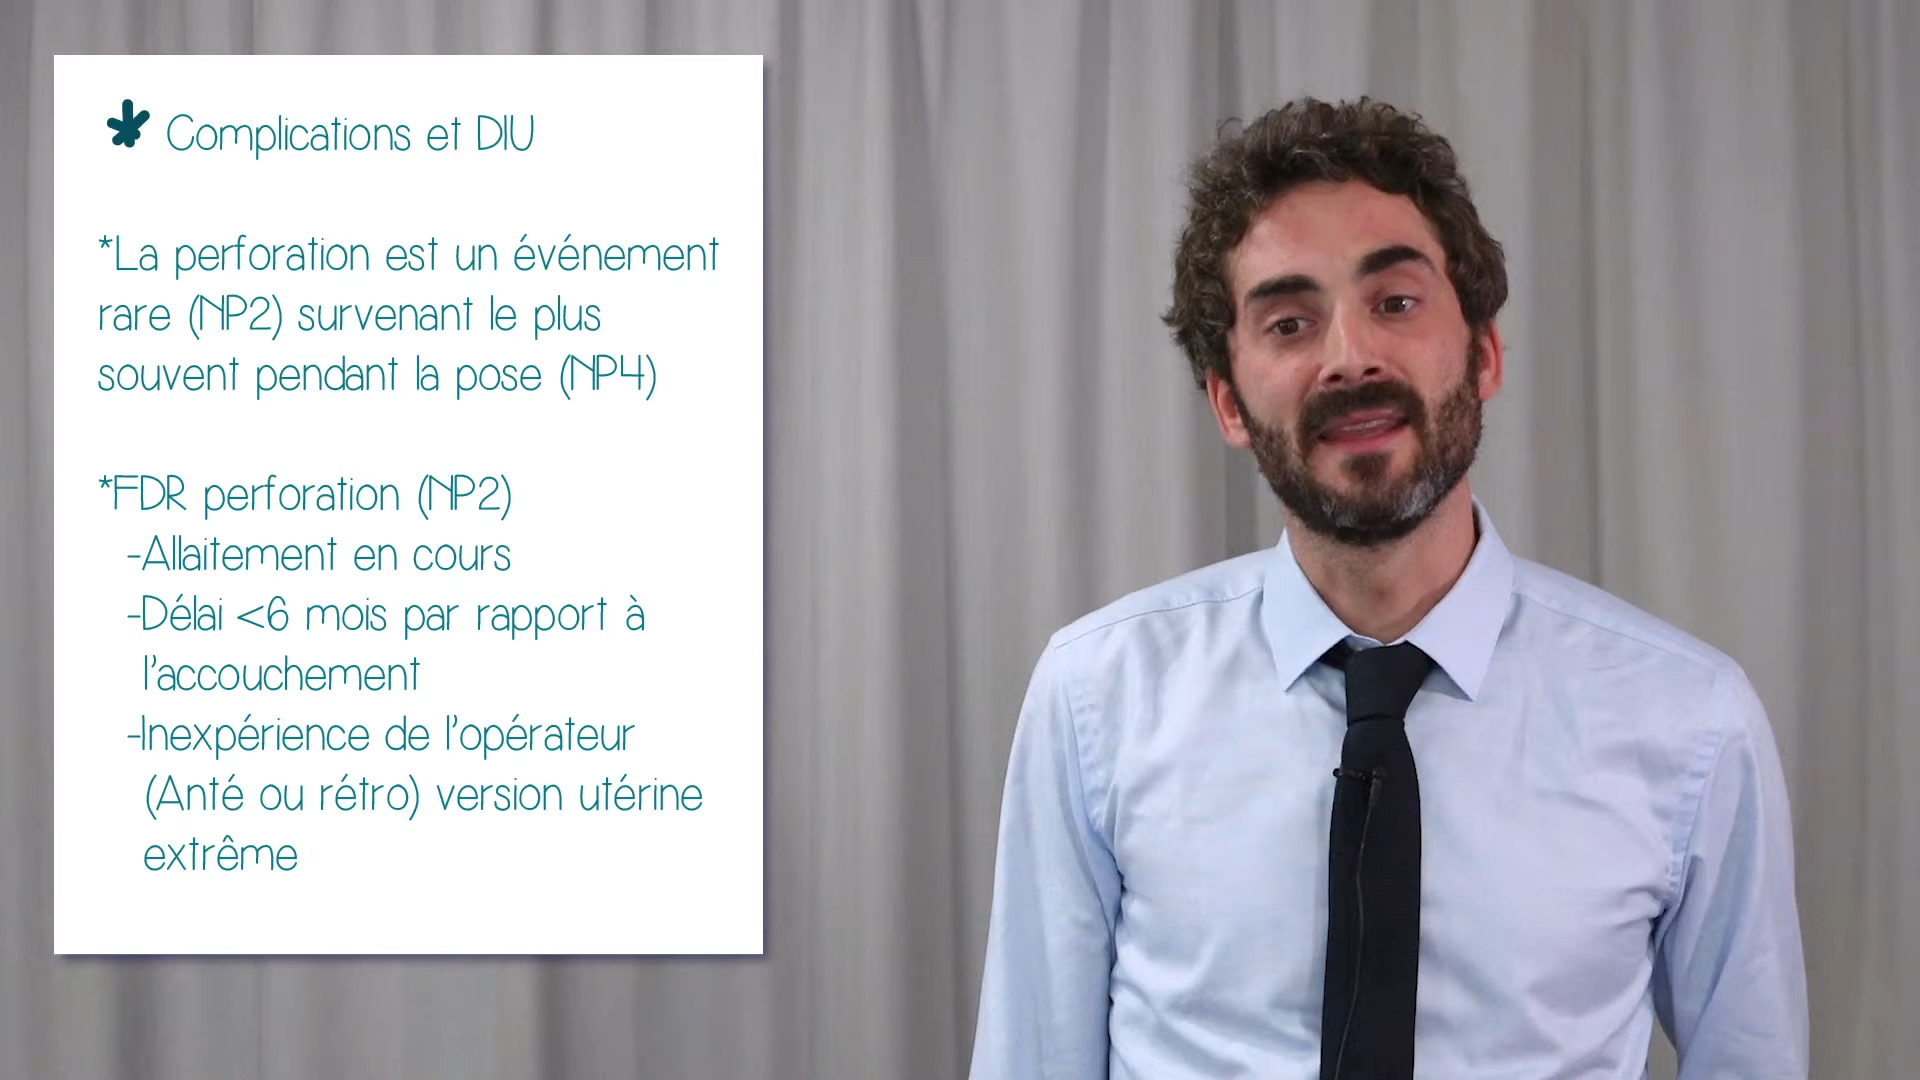 Complications et DIU
*La perforation est un événement
rare (NP2) survenant le plus
souvent pendant la pose (NP4)
*FDR perforation (NP2)
-Allaitement en cours
-Délai <6 mois par rapport à
l'accouchement
-Inexpérience de l'opérateur
(Anté ou rétro) version utérine
extrême